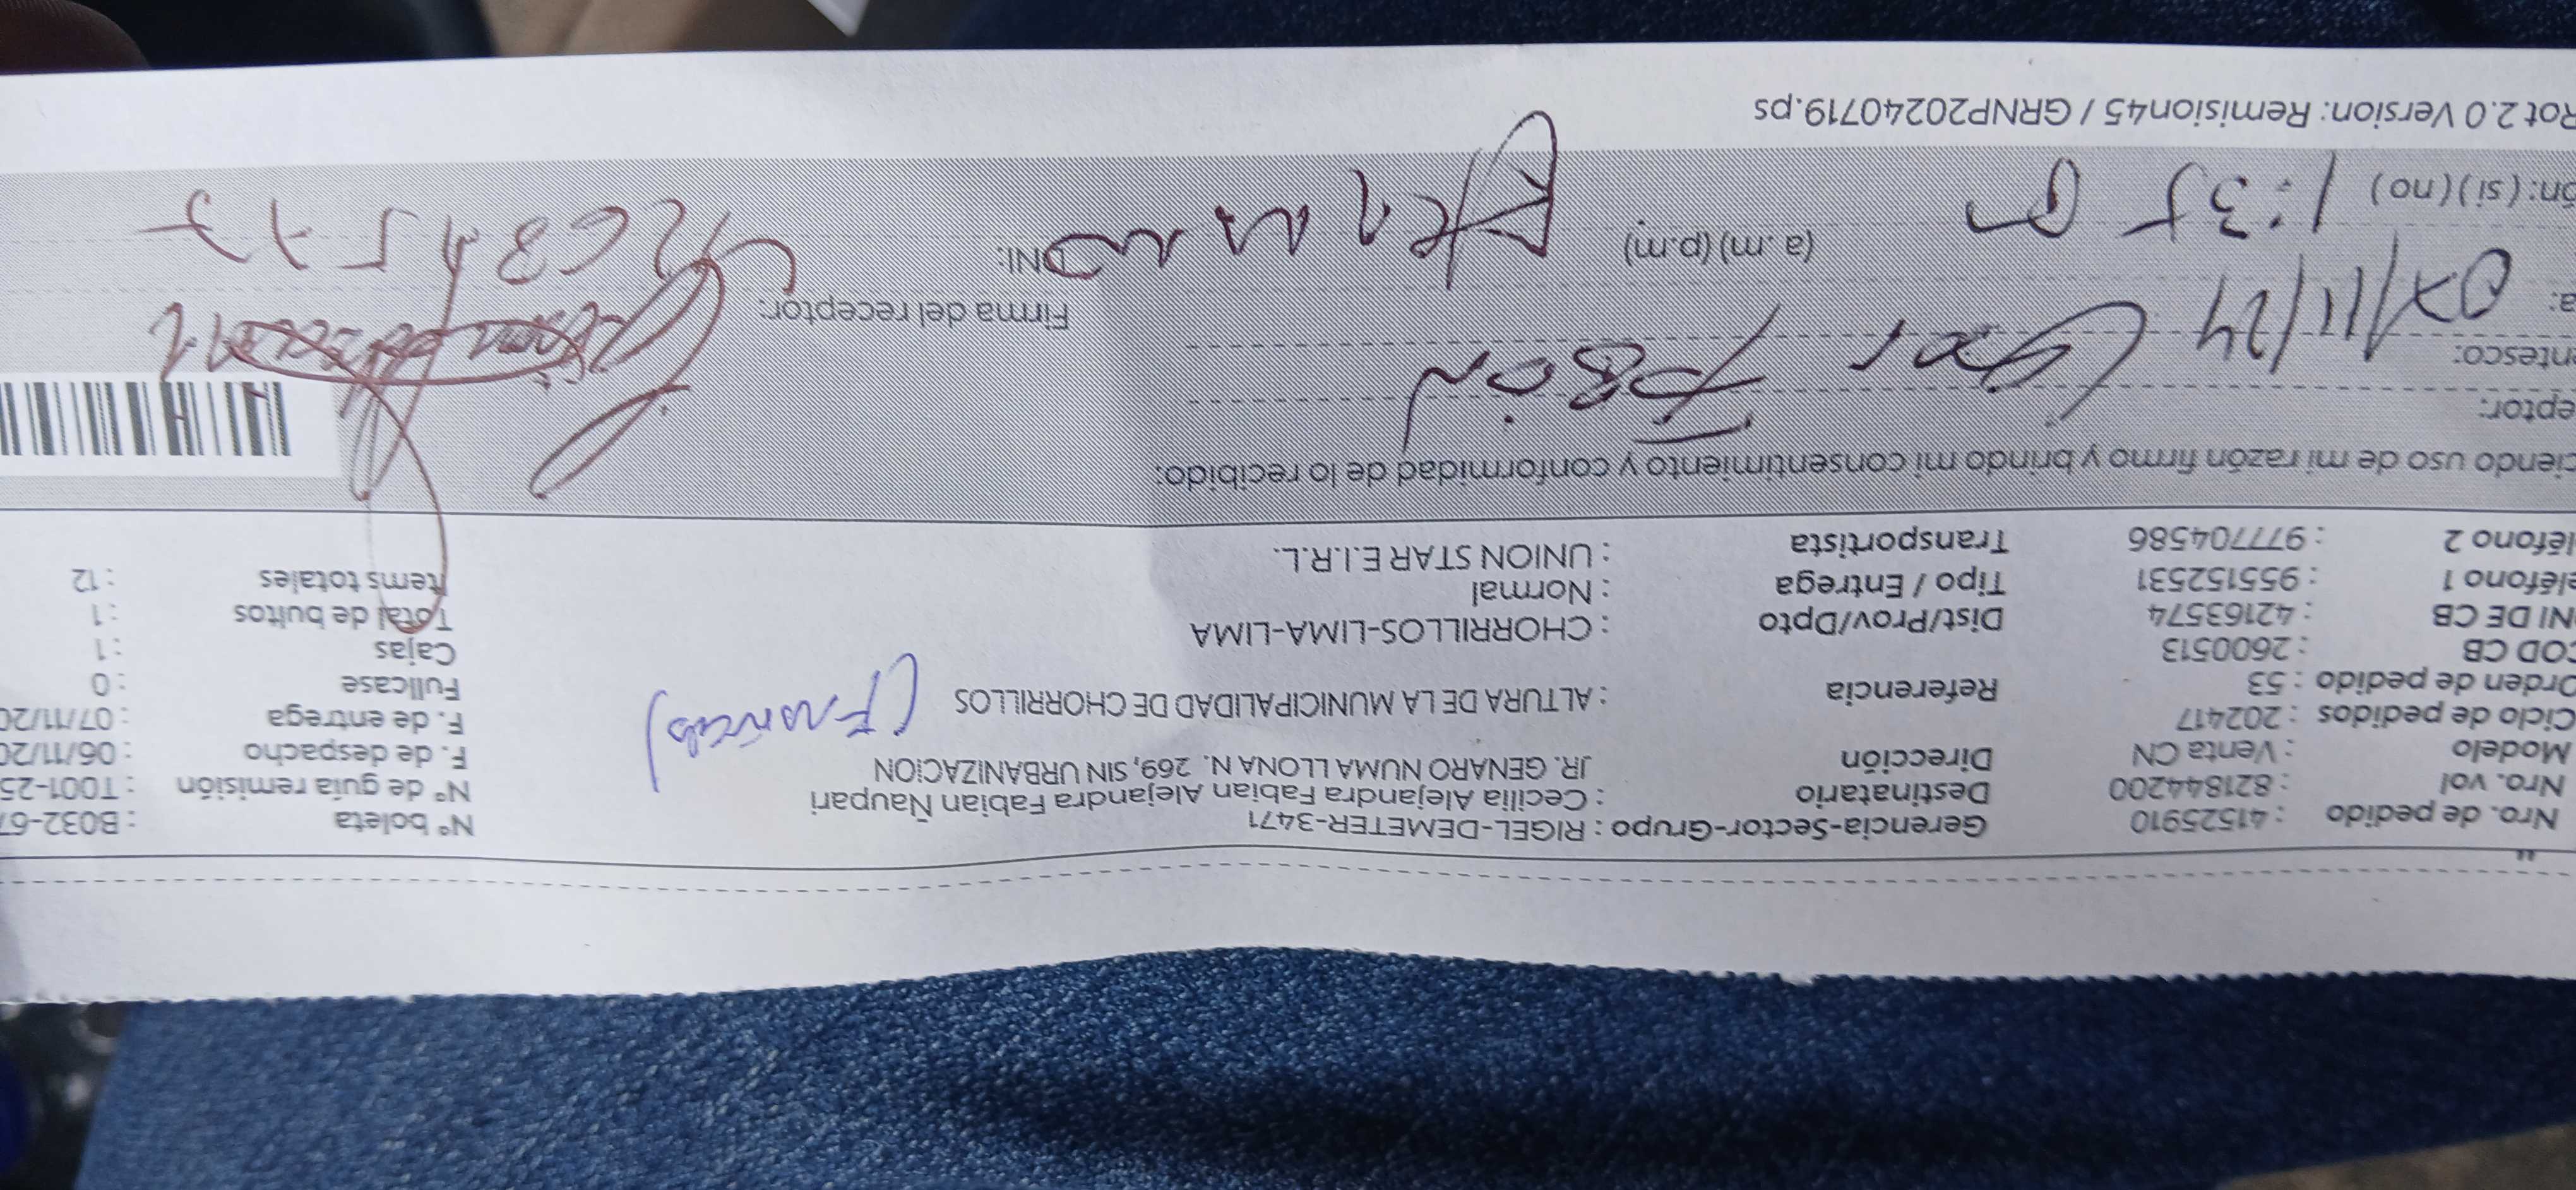 Nro. de pedido : 41525910 Gerencia-Sector-Grupo : RIGEL-DEMETER-3471 N° boleta : B032-67
Nro. vol : 821844200 Destinatario : Cecilia Alejandra Fabian Alejandra Fabian Ñaupari N° de guía remisión : T001-25
Modelo : Venta CN Dirección JR. GENARO NUMA LLONA N. 269, SIN URBANIZACION F. de despacho : 06/11/20
Ciclo de pedidos : 202417 F. de entrega : 07/11/20
Orden de pedido : 53 Referencia : ALTURA DE LA MUNICIPALIDAD DE CHORRILLOS Fullcase : 0
COD CB : 2600513 Cajas : 1
NI DE CB : 42163574 Dist/Prov/Dpto : CHORRILLOS-LIMA-LIMA Total de bultos : 1
eléfono 1 : 955152531 Tipo / Entrega : Normal Items totales : 12
léfono 2 : 977704586 Transportista : UNION STAR E.I.R.L.
ciendo uso de mi razón firmo y brindo mi consentimiento y conformidad de lo recibido:
eptor:
entesco: Fabian
a: 07/11/24 Firma del receptor:
(a.m) (p.m) DNI:
ón: (si) (no) 1:35 pm
Rot 2.0 Version: Remision45 / GRNP20240719.ps